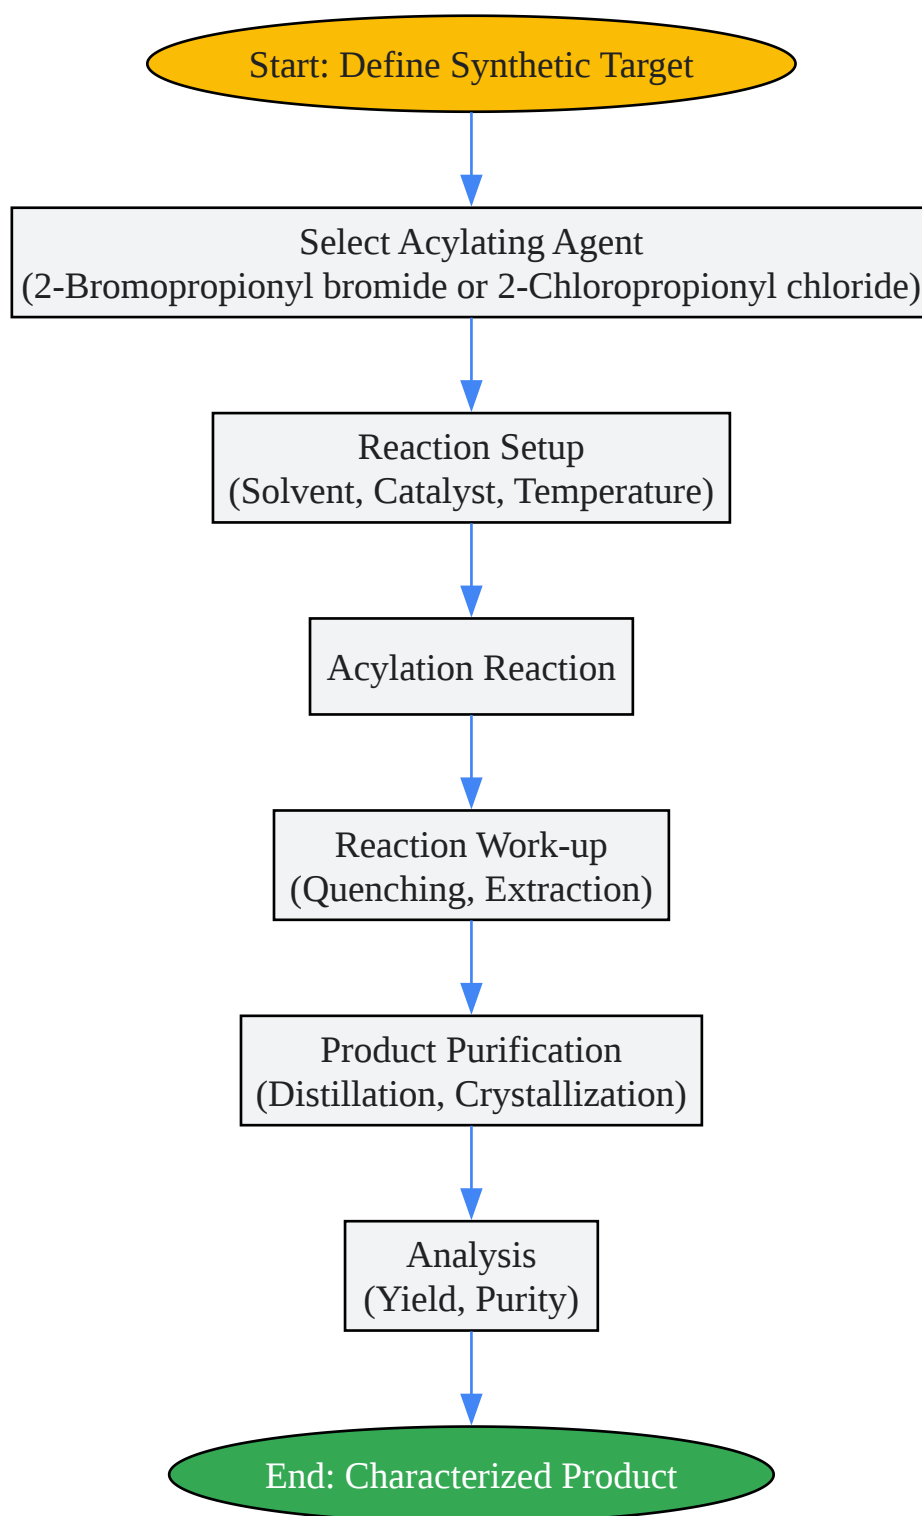 Start: Define Synthetic Target
Select Acylating Agent
(2-Bromopropionyl bromide or 2-Chloropropionyl chloride)
Reaction Setup
(Solvent, Catalyst, Temperature)
Acylation Reaction
Reaction Work-up
(Quenching, Extraction)
Product Purification
(Distillation, Crystallization)
Analysis
(Yield, Purity)
End: Characterized Product